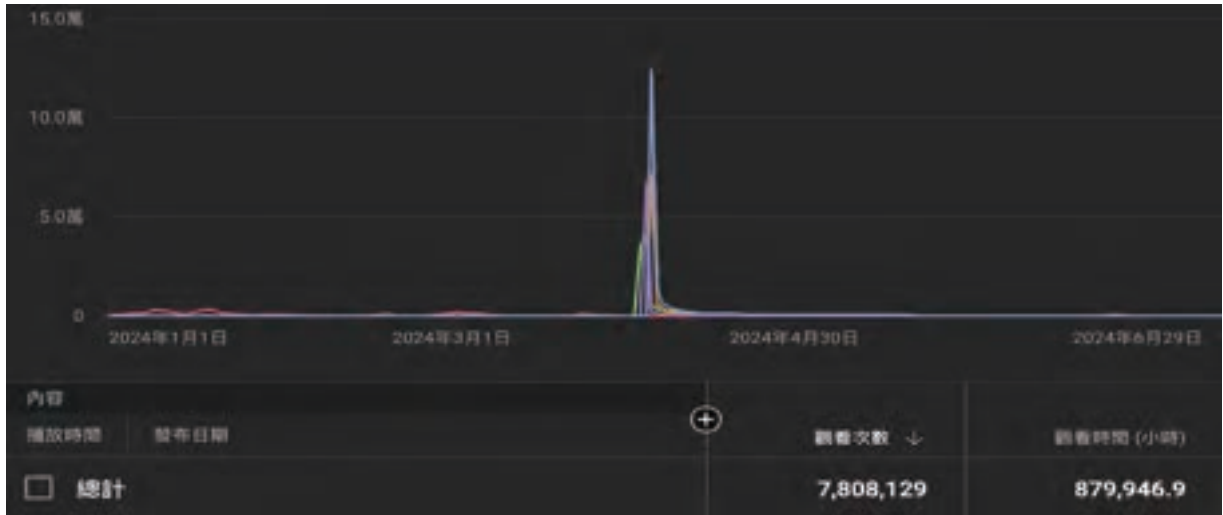 15.0萬
10.0萬
5.0萬
0
2024年1月1日 2024年3月1日 2024年4月30日 2024年6月29日
內容
播放時間 發布日期 觀看次數 ↓ 觀看時間 (小時)
總計 7,808,129 879,946.9